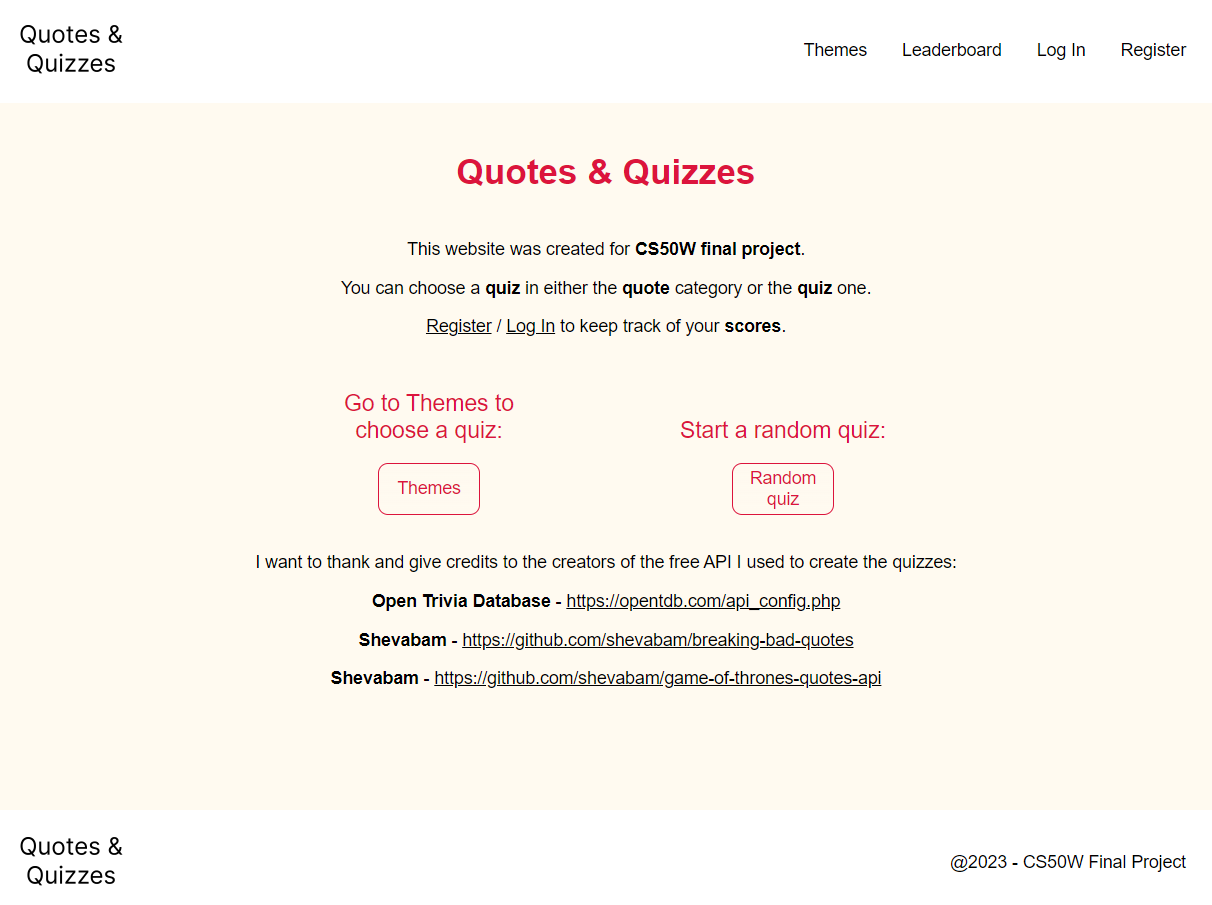 Quotes &
Quizzes
Themes
Leaderboard
Log In
Register
Quotes & Quizzes
This website was created for CS50W final project.
You can choose a quiz in either the quote category or the quiz one.
Register / Log In to keep track of your scores.
Go to Themes to
choose a quiz:
Themes
Start a random quiz:
Random
quiz
I want to thank and give credits to the creators of the free API I used to create the quizzes:
Open Trivia Database - https://opentdb.com/api_config.php
Shevabam - https://github.com/shevabam/breaking-bad-quotes
Shevabam - https://github.com/shevabam/game-of-thrones-quotes-api
Quotes &
Quizzes
@2023 - CS50W Final Project